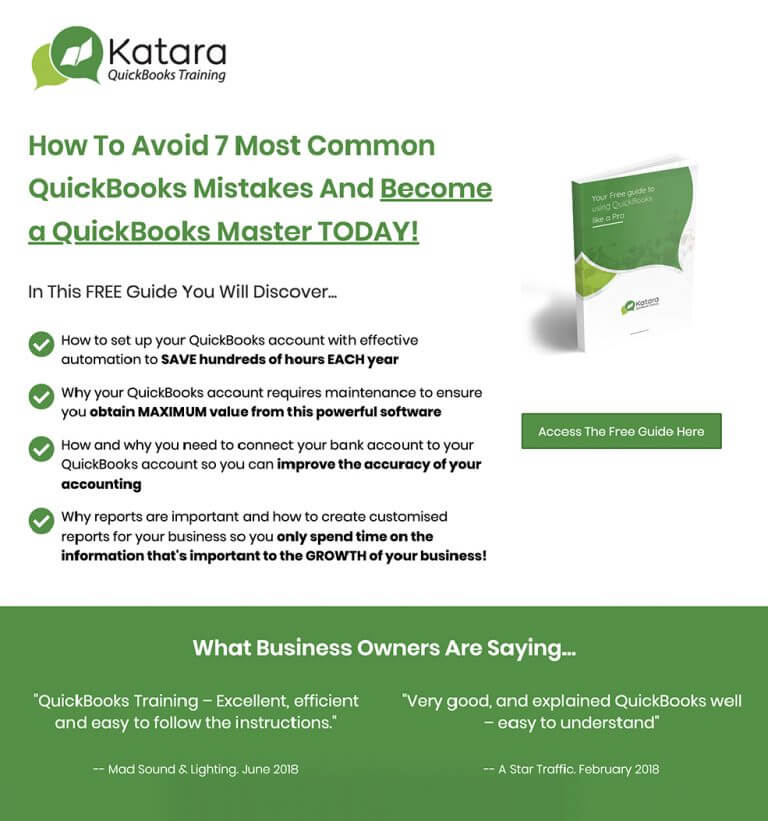 Katara
QuickBooks Training
How To Avoid 7 Most Common
QuickBooks Mistakes And Become
a QuickBooks Master TODAY!
In This FREE Guide You Will Discover...
How to set up your QuickBooks account with effective
automation to SAVE hundreds of hours EACH year
Why your QuickBooks account requires maintenance to ensure
you obtain MAXIMUM value from this powerful software
How and why you need to connect your bank account to your
QuickBooks account so you can improve the accuracy of your
accounting
Why reports are important and how to create customised
reports for your business so you only spend time on the
information that's important to the GROWTH of your business!
Your Free guide to
using QuickBooks
like a Pro
Katara
Access The Free Guide Here
What Business Owners Are Saying...
"QuickBooks Training – Excellent, efficient
and easy to follow the instructions."
-- Mad Sound & Lighting. June 2018
"Very good, and explained QuickBooks well
– easy to understand"
-- A Star Traffic. February 2018